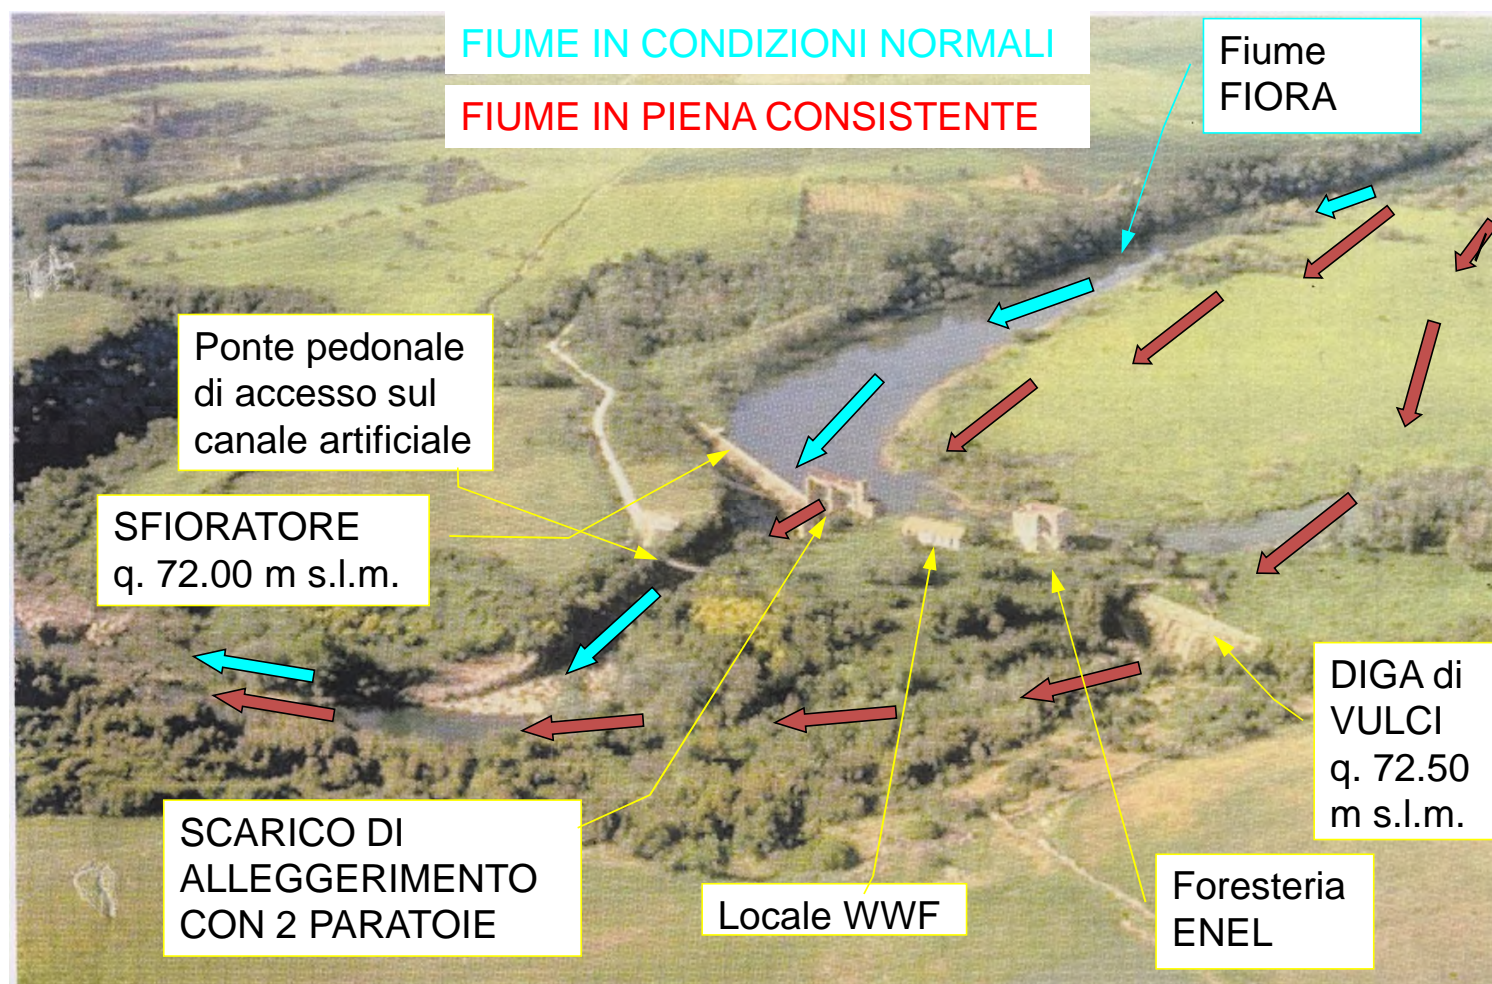 FIUME IN CONDIZIONI NORMALI
FIUME IN PIENA CONSISTENTE
Fiume
FIORA
Ponte pedonale
di accesso sul
canale artificiale
SFIORATORE
q. 72.00 m s.l.m.
DIGA di
VULCI
q. 72.50
m s.l.m.
SCARICO DI
ALLEGGERIMENTO
CON 2 PARATOIE
Locale WWF
Foresteria
ENEL